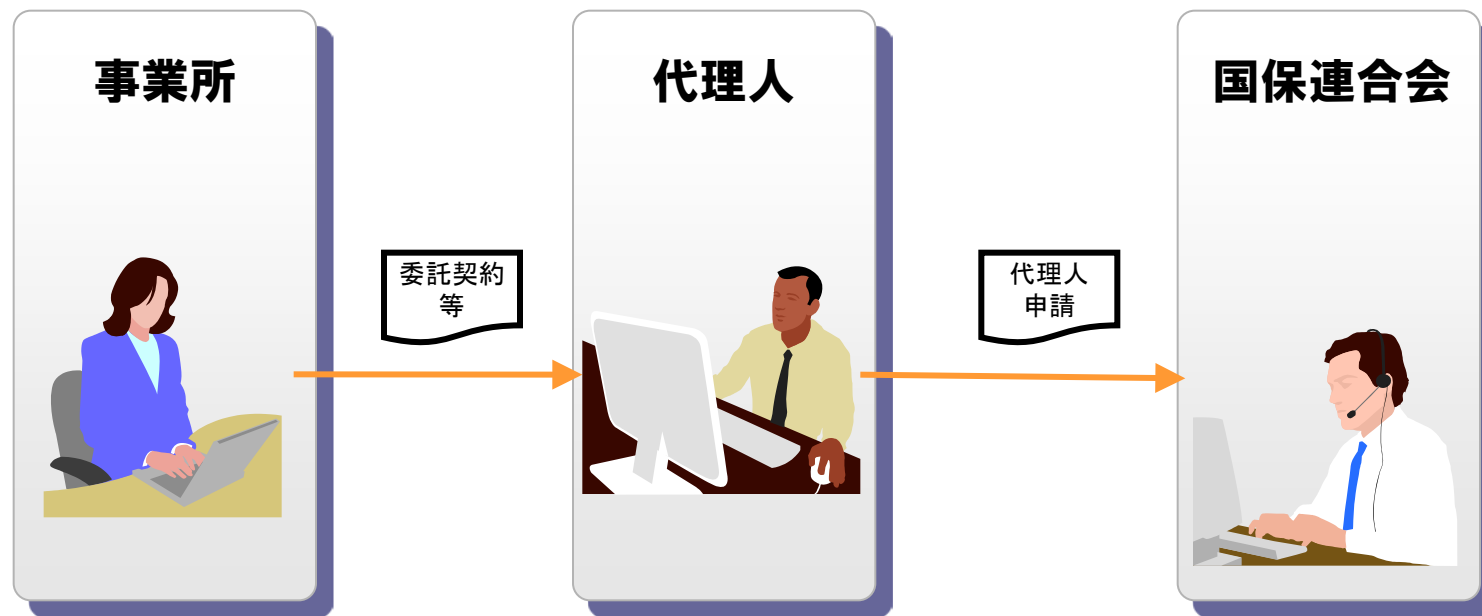 事業所
代理人
国保連合会
委託契約
等
代理人
申請